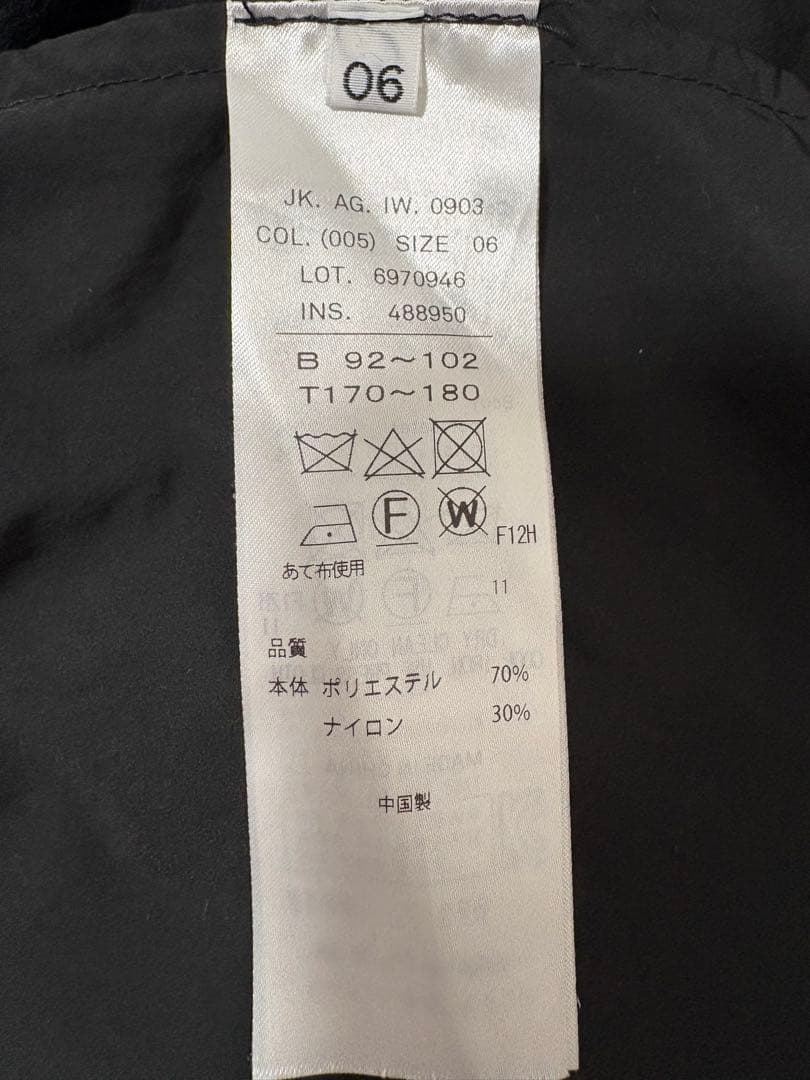 06
JK. AG. IW. 0903
COL. (005) SIZE 06
LOT. 6970946
INS. 488950
B 92～102
T170～180
F W F12H
あて布使用
11
品質
本体 ポリエステル 70%
ナイロン 30%
中国製